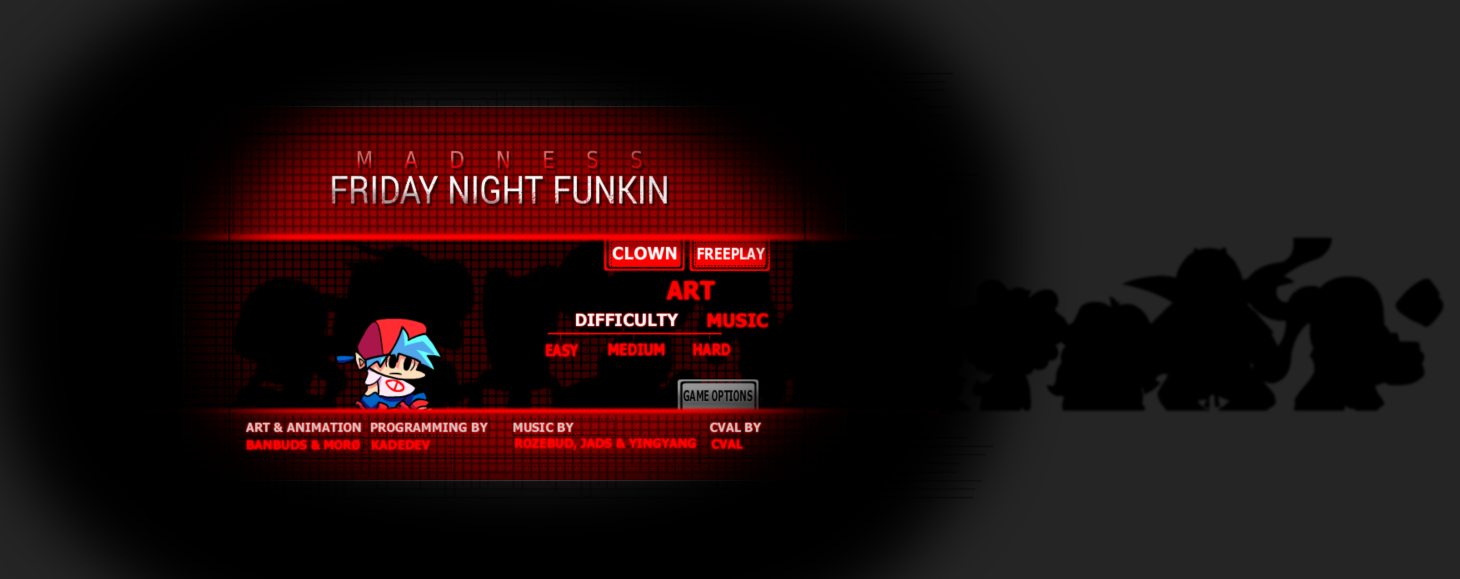 MADNESS
FRIDAY NIGHT FUNKIN
CLOWN FREEPLAY
ART
DIFFICULTY MUSIC
EASY MEDIUM HARD
GAME OPTIONS
ART & ANIMATION PROGRAMMING BY MUSIC BY CVAL BY
BANBUDS & MORØ KADEDEV ROZEBUD, JADS & YINGYANG CVAL